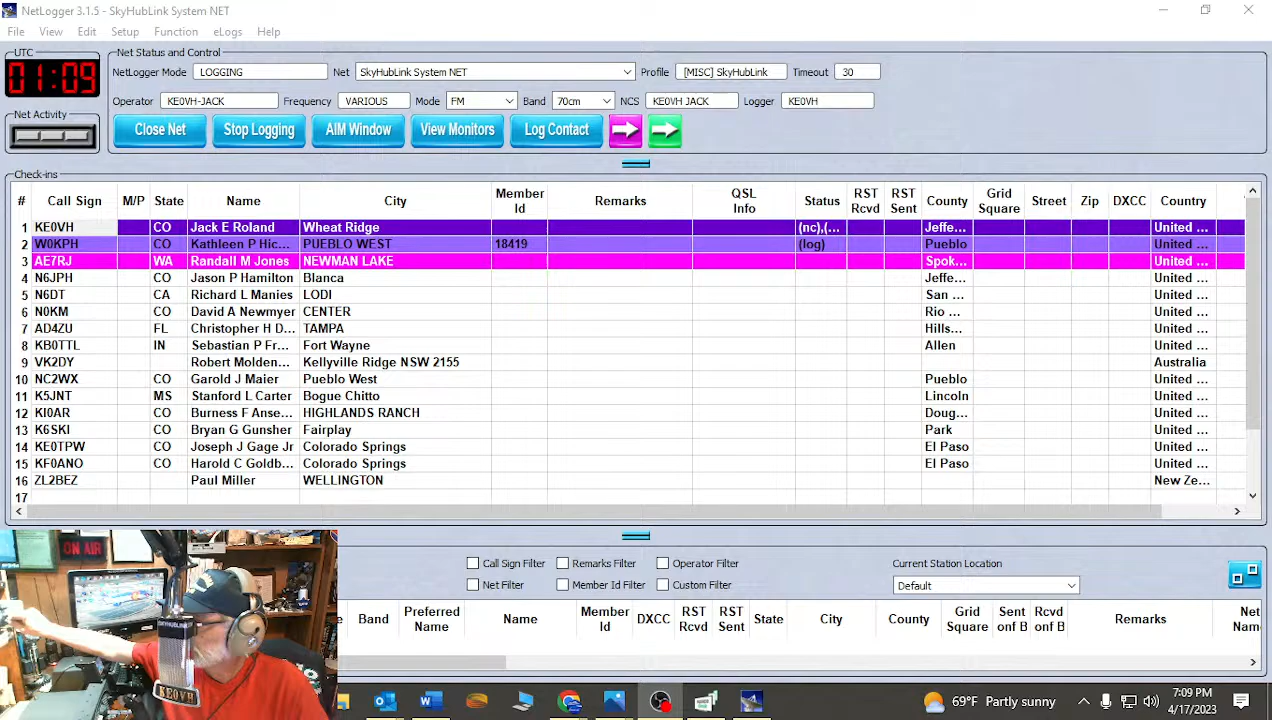 NetLogger 3.1.5 - SkyHubLink System NET
File View Edit Setup Function eLogs Help
UTC
01:09
Net Activity
Net Status and Control
NetLogger Mode LOGGING Net SkyHubLink System NET Profile [MISC] SkyHubLink Timeout 30
Operator KE0VH-JACK Frequency VARIOUS Mode FM Band 70cm NCS KE0VH JACK Logger KE0VH
Close Net Stop Logging AIM Window View Monitors Log Contact
Check-ins
# Call Sign M/P State Name City Member Id Remarks QSL Info Status RST Rcvd RST Sent County Grid Square Street Zip DXCC Country
1 KE0VH CO Jack E Roland Wheat Ridge (nc),(... Jeffe... United ...
2 W0KPH CO Kathleen P Hic... PUEBLO WEST 18419 (log) Pueblo United ...
3 AE7RJ WA Randall M Jones NEWMAN LAKE Spok... United ...
4 N6JPH CO Jason P Hamilton Blanca Jeffe... United ...
5 N6DT CA Richard L Manies LODI San ... United ...
6 N0KM CO David A Newmyer CENTER Rio ... United ...
7 AD4ZU FL Christopher H D... TAMPA Hills... United ...
8 KB0TTL IN Sebastian P Fr... Fort Wayne Allen United ...
9 VK2DY Robert Molden... Kellyville Ridge NSW 2155 Australia
10 NC2WX CO Garold J Maier Pueblo West Pueblo United ...
11 K5JNT MS Stanford L Carter Bogue Chitto Lincoln United ...
12 KI0AR CO Burness F Anse... HIGHLANDS RANCH Doug... United ...
13 K6SKI CO Bryan G Gunsher Fairplay Park United ...
14 KE0TPW CO Joseph J Gage Jr Colorado Springs El Paso United ...
15 KF0ANO CO Harold C Goldb... Colorado Springs El Paso United ...
16 ZL2BEZ Paul Miller WELLINGTON New Ze...
17
Call Sign Filter Remarks Filter Operator Filter Current Station Location
Net Filter Member Id Filter Custom Filter Default
e Band Preferred Name Name Member Id DXCC RST Rcvd RST Sent State City County Grid Square Sent onf B Rcvd onf B Remarks Net Name
ON AIR
SKYHUBLINK
KE0VH
69°F Partly sunny 7:09 PM
4/17/2023